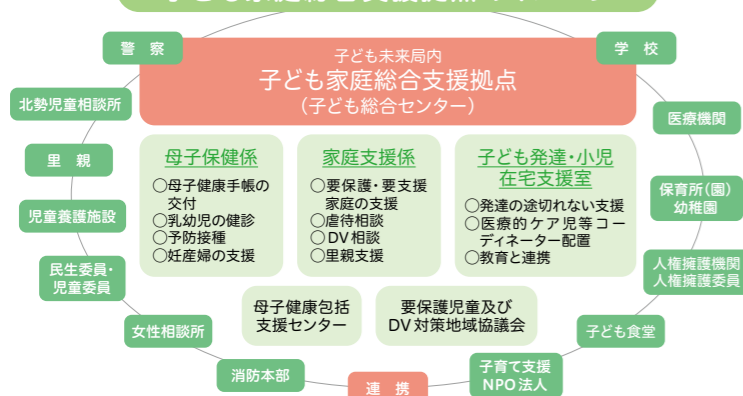 警 察
学 校
子ども未来局内
子ども家庭総合支援拠点
（子ども総合センター）
北勢児童相談所
医療機関
里 親
保育所（園）
幼稚園
児童養護施設
人権擁護機関
人権擁護委員
民生委員・
児童委員
女性相談所
子ども食堂
消防本部
子育て支援
NPO法人
連 携
母子保健係
○母子健康手帳の
交付
○乳幼児の健診
○予防接種
○妊産婦の支援
家庭支援係
○要保護・要支援
家庭の支援
○虐待相談
○DV相談
○里親支援
子ども発達・小児
在宅支援室
○発達の途切れない支援
○医療的ケア児等コー
ディネーター配置
○教育と連携
母子健康包括
支援センター
要保護児童及び
DV対策地域協議会